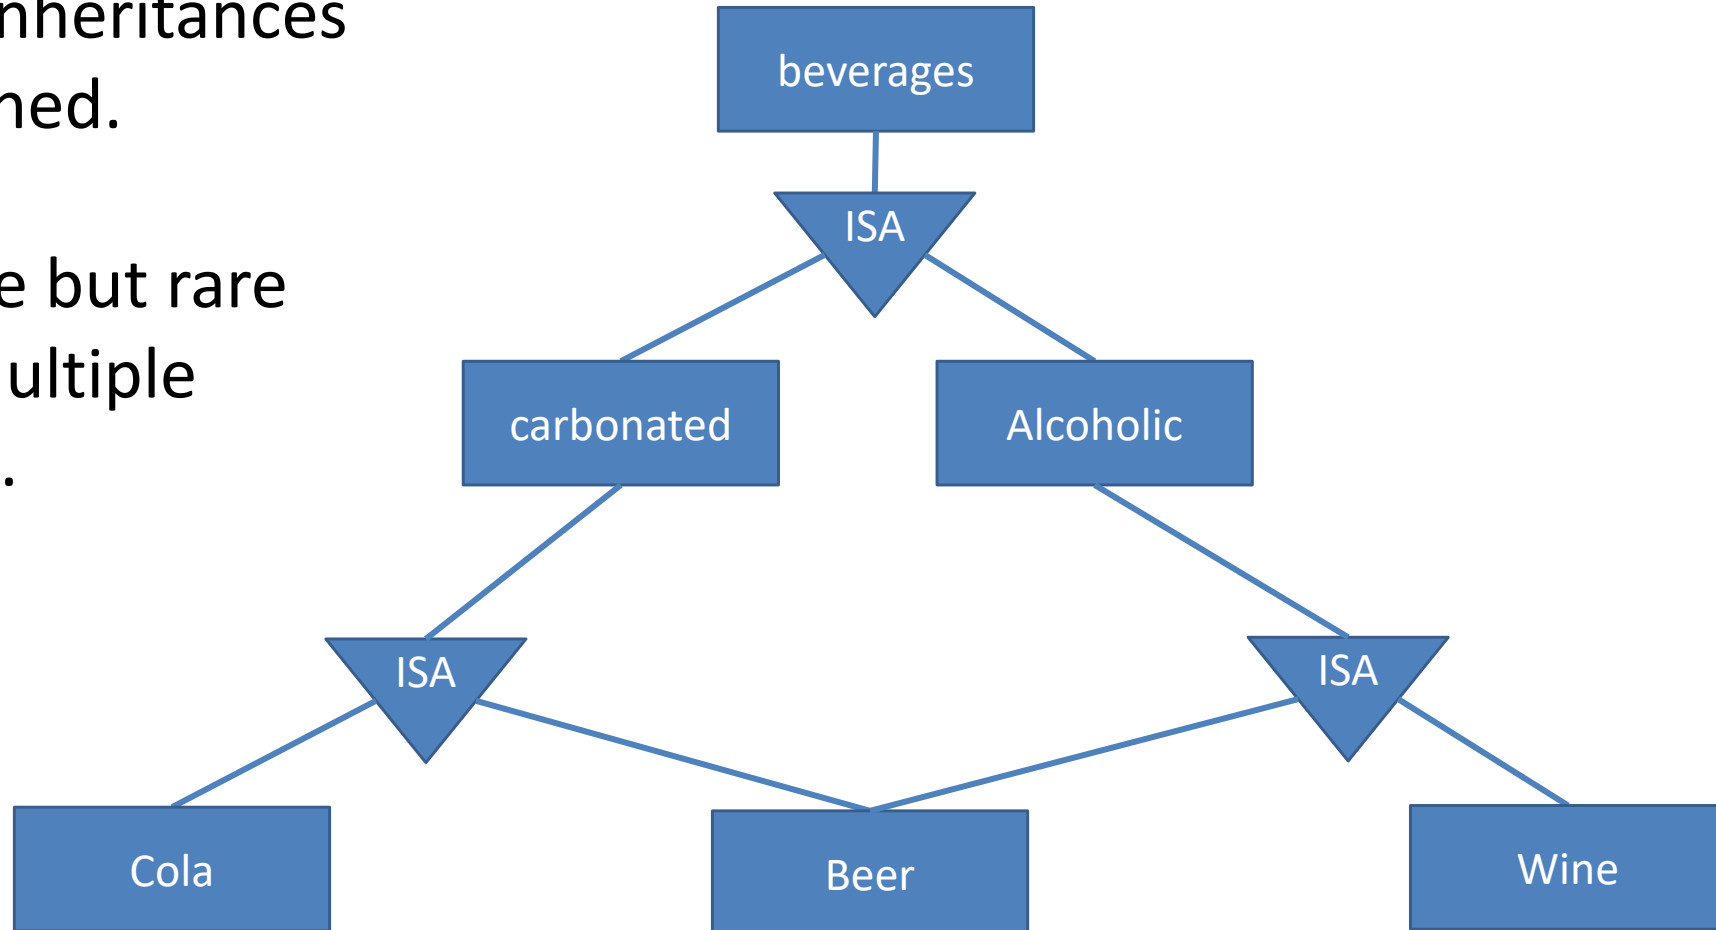 nheritances
ned.
e but rare
ultiple
.
beverages
ISA
carbonated
Alcoholic
ISA
ISA
Cola
Beer
Wine